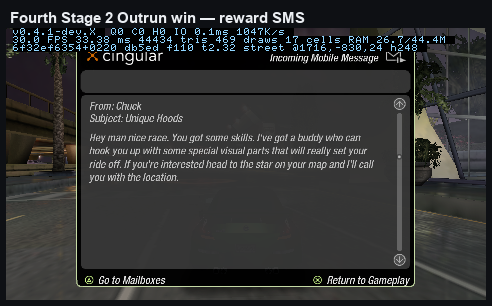 Fourth Stage 2 Outrun win — reward SMS
v0.4.1-dev.X Q0 C0 H0 IO 0.1ms 1047K/s
30.0 FPS 33.38 ms 44434 tris 469 draws 17 cells RAM 26.7/44.4M
6f32ef6354+0220 db5ed f110 t2.32 street @1716,-830,24 h248
cingular
Incoming Mobile Message
From: Chuck
Subject: Unique Hoods
Hey man nice race. You got some skills. I've got a buddy who can
hook you up with some special visual parts that will really set your
ride off. If you're interested head to the star on your map and I'll call
you with the location.
Go to Mailboxes
Return to Gameplay